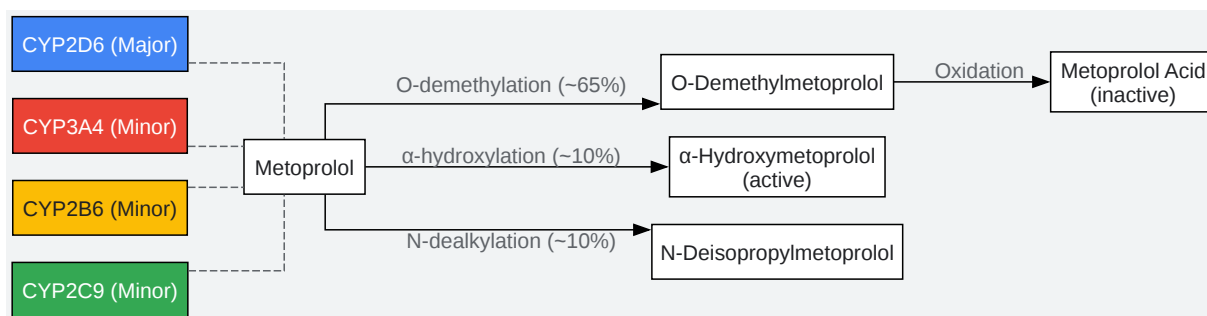 CYP2D6 (Major)
CYP3A4 (Minor)
CYP2B6 (Minor)
CYP2C9 (Minor)
Metoprolol
O-demethylation (~65%)
α-hydroxylation (~10%)
N-dealkylation (~10%)
O-Demethylmetoprolol
α-Hydroxymetoprolol
(active)
N-Deisopropylmetoprolol
Oxidation
Metoprolol Acid
(inactive)